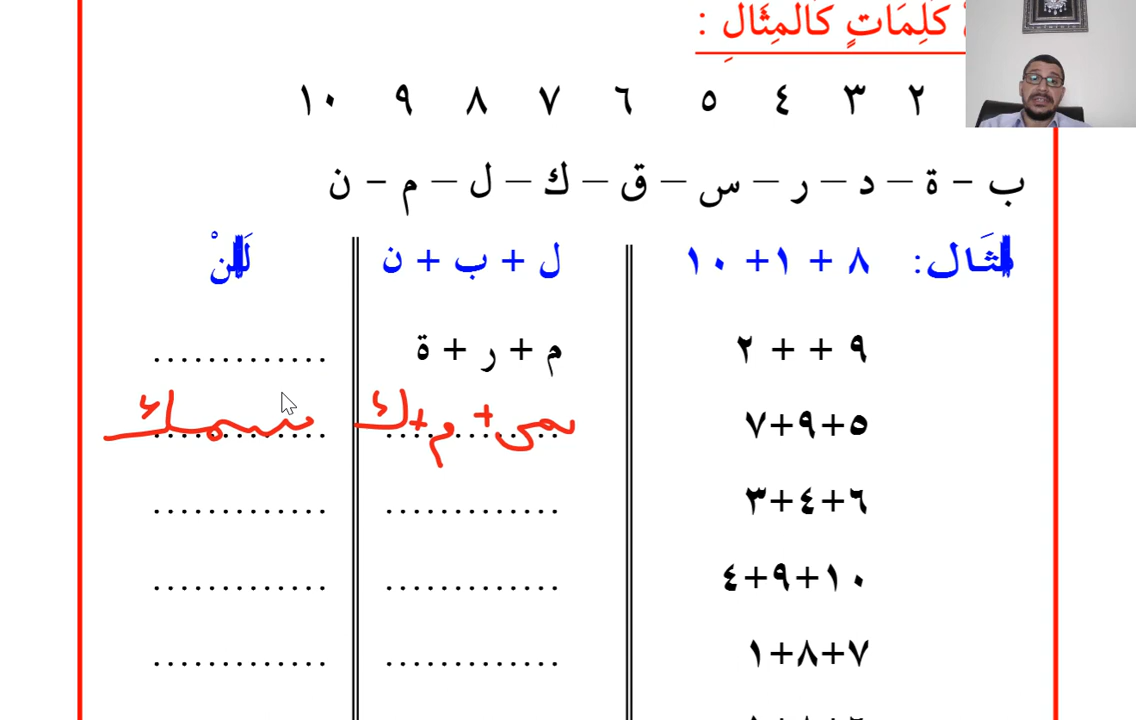 كَلِمَاتٍ كَالْمِثَالِ :
٢ ٣ ٤ ٥ ٦ ٧ ٨ ٩ ١٠
ب - ة - د - ر - س - ق - ك - ل - م - ن
مِثَال: ٨ + ١+ ١٠ ل + ب + ن لَبَنْ
٩ + + ٢ م + ر + ة .............
٥+٩+٧ س + م + ك سمك
٦+٤+٣ ............. .............
١٠+٩+٤ ............. .............
٧+٨+١ ............. .............